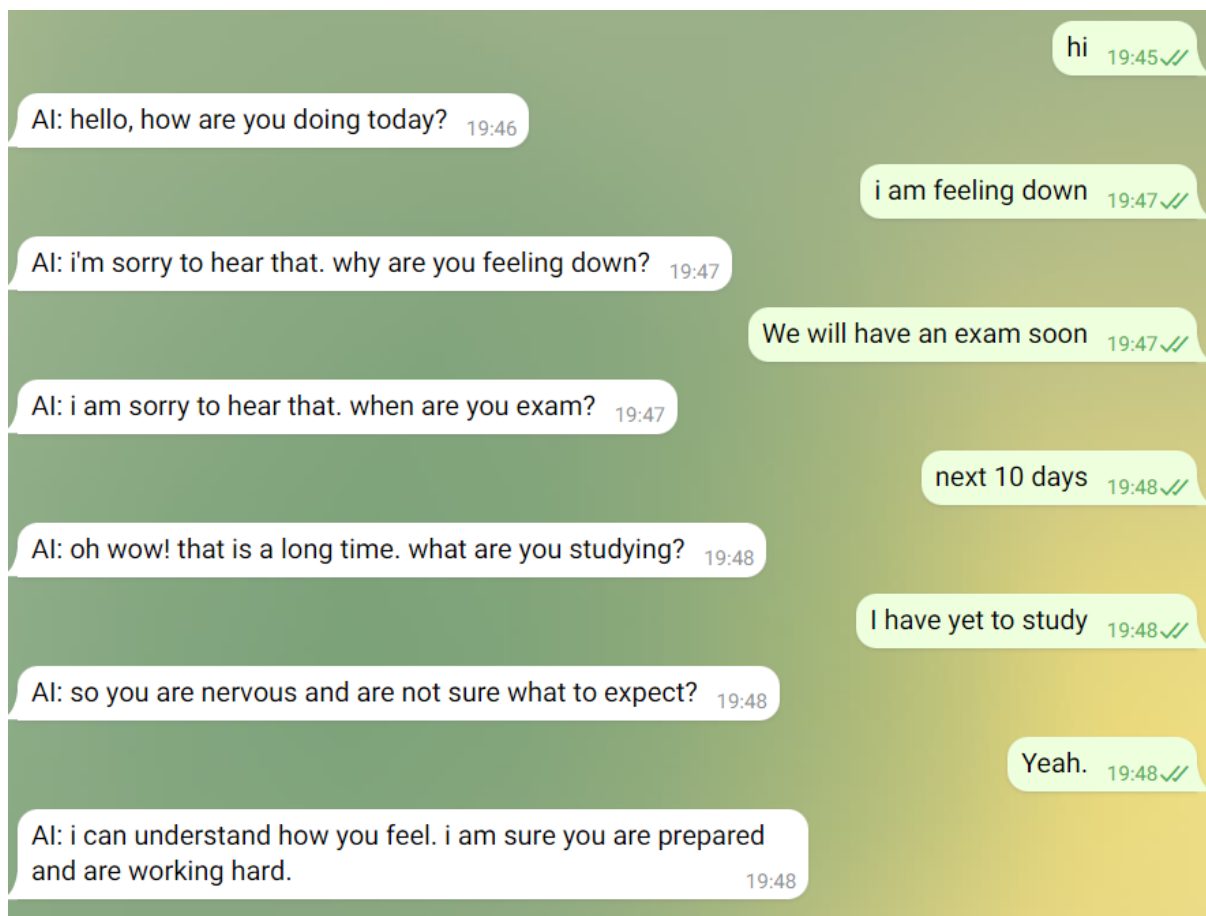 hi 19:45
AI: hello, how are you doing today? 19:46
i am feeling down 19:47
AI: i'm sorry to hear that. why are you feeling down? 19:47
We will have an exam soon 19:47
AI: i am sorry to hear that. when are you exam? 19:47
next 10 days 19:48
AI: oh wow! that is a long time. what are you studying? 19:48
I have yet to study 19:48
AI: so you are nervous and are not sure what to expect? 19:48
Yeah. 19:48
AI: i can understand how you feel. i am sure you are prepared
and are working hard. 19:48